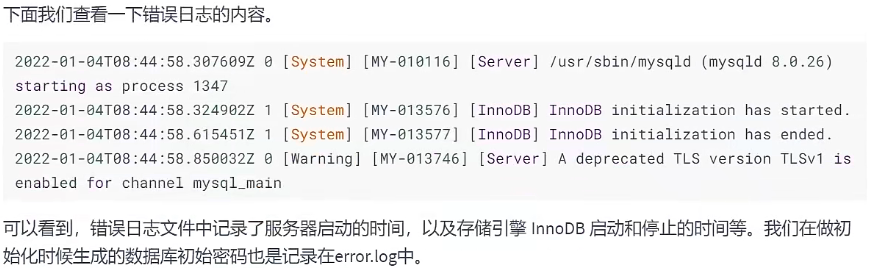 下面我们查看一下错误日志的内容。
2022-01-04T08:44:58.307609Z 0 [System] [MY-010116] [Server] /usr/sbin/mysqld (mysqld 8.0.26)
starting as process 1347
2022-01-04T08:44:58.324902Z 1 [System] [MY-013576] [InnoDB] InnoDB initialization has started.
2022-01-04T08:44:58.615451Z 1 [System] [MY-013577] [InnoDB] InnoDB initialization has ended.
2022-01-04T08:44:58.850032Z 0 [Warning] [MY-013746] [Server] A deprecated TLS version TLSv1 is
enabled for channel mysql_main
可以看到，错误日志文件中记录了服务器启动的时间，以及存储引擎 InnoDB 启动和停止的时间等。我们在做初
始化时候生成的数据库初始密码也是记录在error.log中。